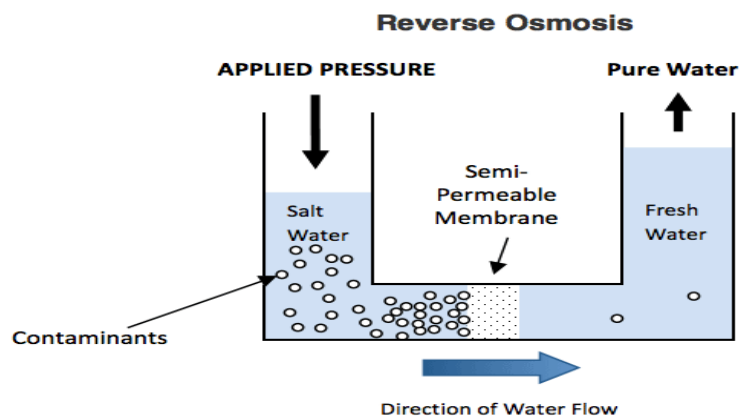 Reverse Osmosis
APPLIED PRESSURE
Pure Water
Semi-
Permeable
Membrane
Salt
Water
Fresh
Water
Contaminants
Direction of Water Flow